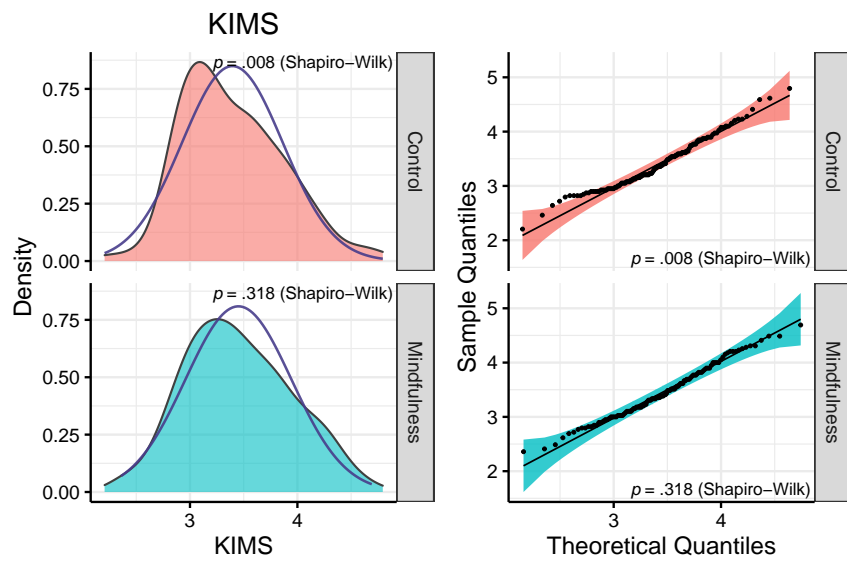 KIMS
Density
0.75
0.50
0.25
0.00
p = .008 (Shapiro−Wilk)
Control
0.75
0.50
0.25
0.00
p = .318 (Shapiro−Wilk)
Mindfulness
3
4
KIMS
Sample Quantiles
5
4
3
2
p = .008 (Shapiro−Wilk)
Control
5
4
3
2
p = .318 (Shapiro−Wilk)
Mindfulness
3
4
Theoretical Quantiles